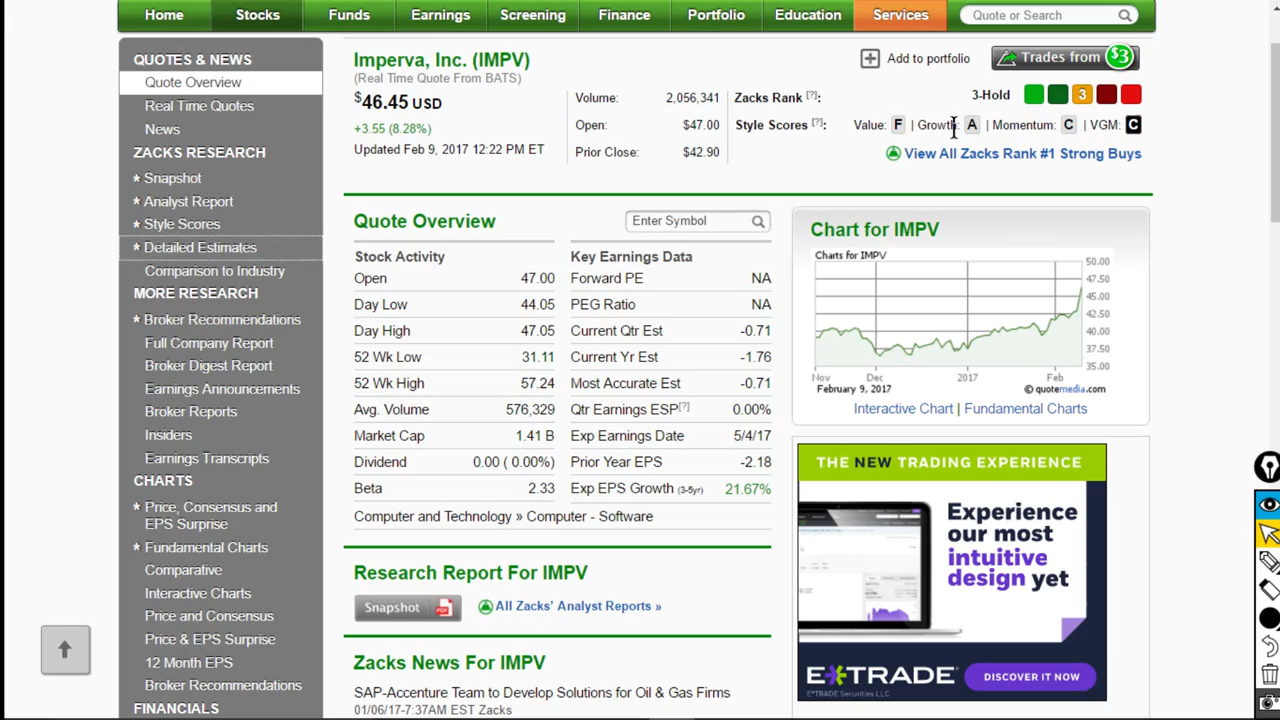 Home Stocks Funds Earnings Screening Finance Portfolio Education Services Quote or Search
QUOTES & NEWS
Quote Overview
Real Time Quotes
News
ZACKS RESEARCH
* Snapshot
* Analyst Report
* Style Scores
* Detailed Estimates
Comparison to Industry
MORE RESEARCH
* Broker Recommendations
Full Company Report
Broker Digest Report
Earnings Announcements
Broker Reports
Insiders
Earnings Transcripts
CHARTS
* Price, Consensus and
EPS Surprise
* Fundamental Charts
Comparative
Interactive Charts
Price and Consensus
Price & EPS Surprise
12 Month EPS
Broker Recommendations
FINANCIALS
Imperva, Inc. (IMPV)
(Real Time Quote From BATS)
$46.45 USD
+3.55 (8.28%)
Updated Feb 9, 2017 12:22 PM ET
Volume: 2,056,341
Open: $47.00
Prior Close: $42.90
Add to portfolio Trades from $3
Zacks Rank [?]: 3-Hold 3
Style Scores [?]: Value: F | Growth: A | Momentum: C | VGM: C
View All Zacks Rank #1 Strong Buys
Quote Overview Enter Symbol
Stock Activity
Open 47.00
Day Low 44.05
Day High 47.05
52 Wk Low 31.11
52 Wk High 57.24
Avg. Volume 576,329
Market Cap 1.41 B
Dividend 0.00 ( 0.00%)
Beta 2.33
Key Earnings Data
Forward PE NA
PEG Ratio NA
Current Qtr Est -0.71
Current Yr Est -1.76
Most Accurate Est -0.71
Qtr Earnings ESP[?] 0.00%
Exp Earnings Date 5/4/17
Prior Year EPS -2.18
Exp EPS Growth (3-5yr) 21.67%
Computer and Technology » Computer - Software
Research Report For IMPV
Snapshot PDF All Zacks' Analyst Reports »
Zacks News For IMPV
SAP-Accenture Team to Develop Solutions for Oil & Gas Firms
01/06/17-7:37AM EST Zacks
Chart for IMPV
Charts for IMPV
50.00
47.50
45.00
42.50
40.00
37.50
35.00
Nov Dec 2017 Feb
February 9, 2017 © quotemedia.com
Interactive Chart | Fundamental Charts
THE NEW TRADING EXPERIENCE
Experience
our most
intuitive
design yet
E*TRADE DISCOVER IT NOW
E*TRADE Securities LLC